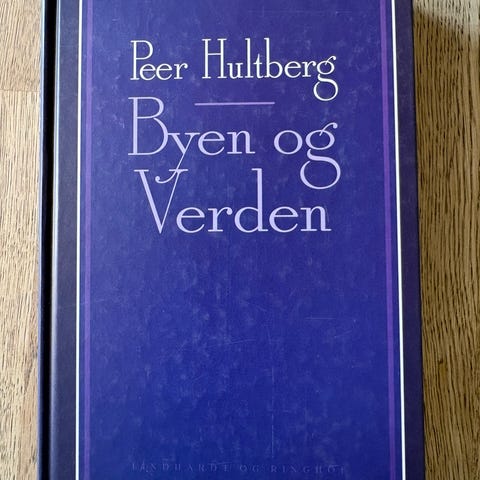 Peer Hultberg
Byen og
Verden
LINDHARDT OG RINGHOF